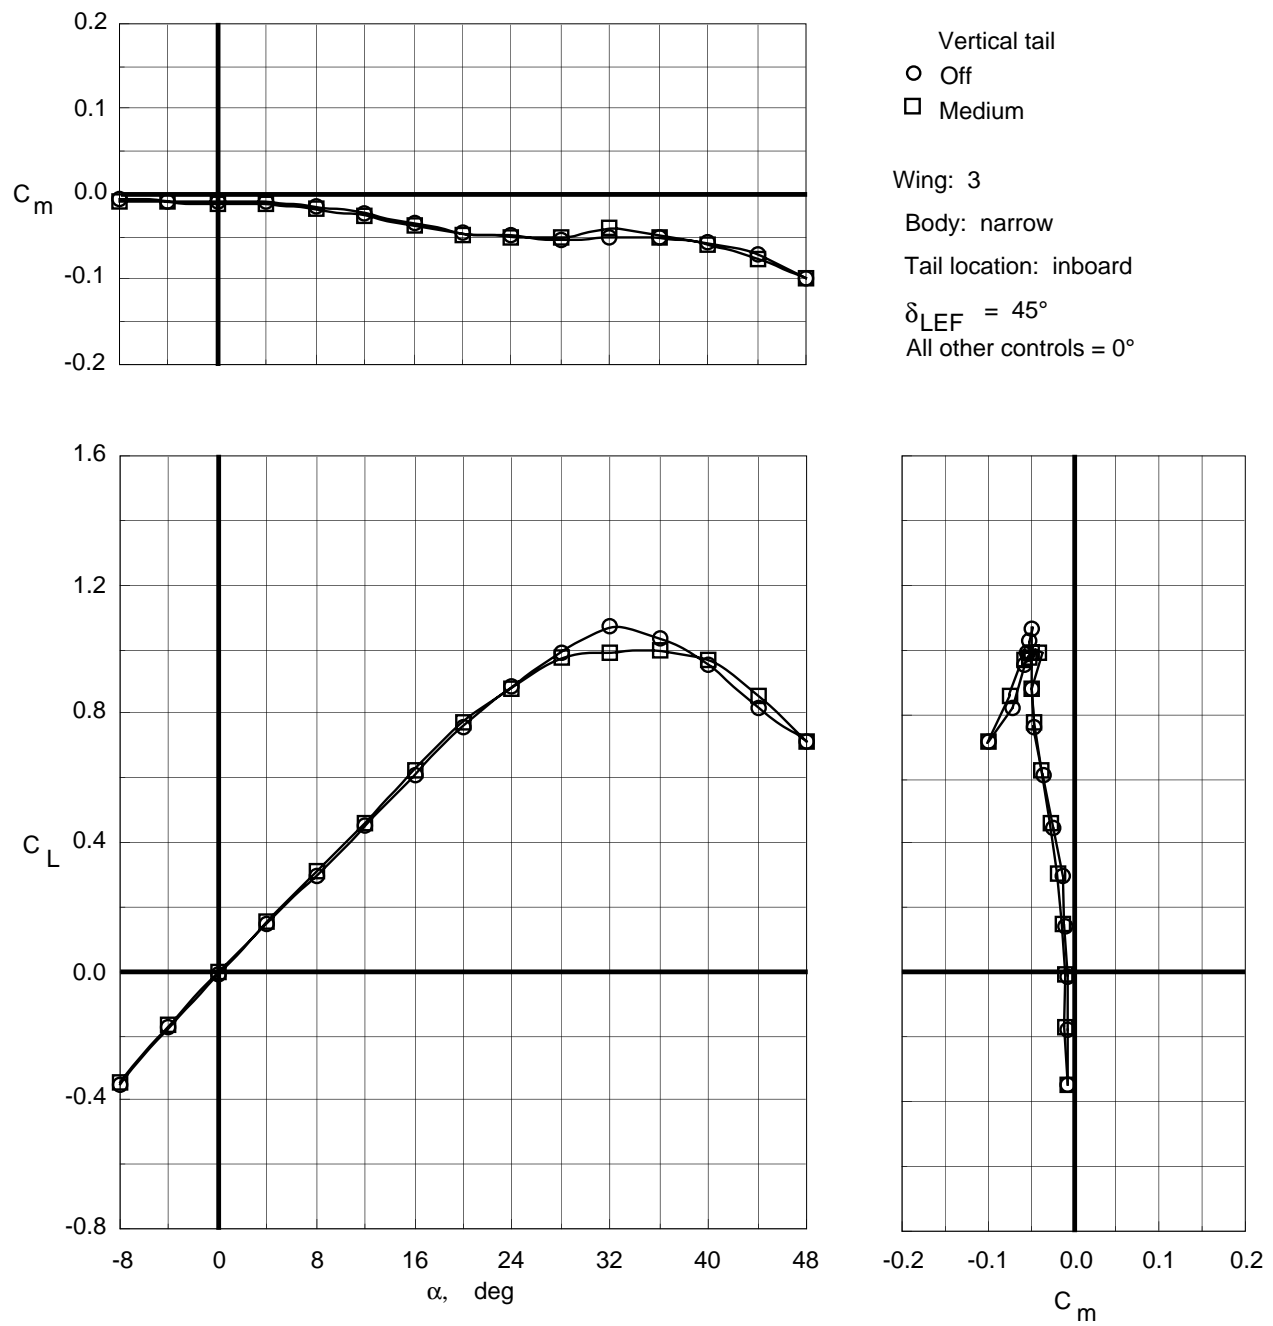 0.2
0.1
0.0
-0.1
-0.2
C m
Vertical tail
Off
Medium
Wing: 3
Body: narrow
Tail location: inboard
δLEF = 45°
All other controls = 0°
1.6
1.2
0.8
0.4
0.0
-0.4
-0.8
C L
-8 0 8 16 24 32 40 48
α, deg
-0.2 -0.1 0.0 0.1 0.2
C m